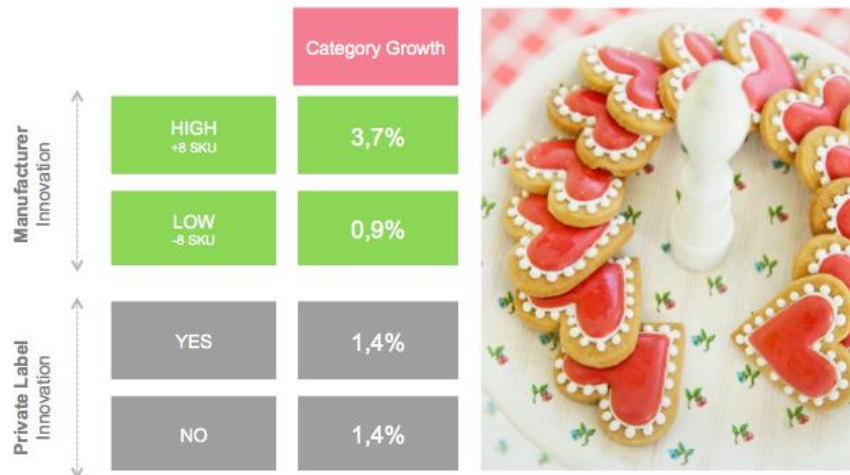 Category Growth
Manufacturer
Innovation
HIGH
+8 SKU
3,7%
LOW
-8 SKU
0,9%
Private Label
Innovation
YES
1,4%
NO
1,4%